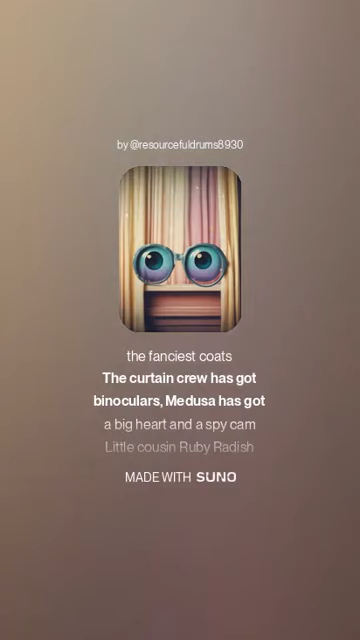 by @resourcefuldrums8930
the fanciest coats
The curtain crew has got
binoculars, Medusa has got
a big heart and a spy cam
Little cousin Ruby Radish
MADE WITH SUNO